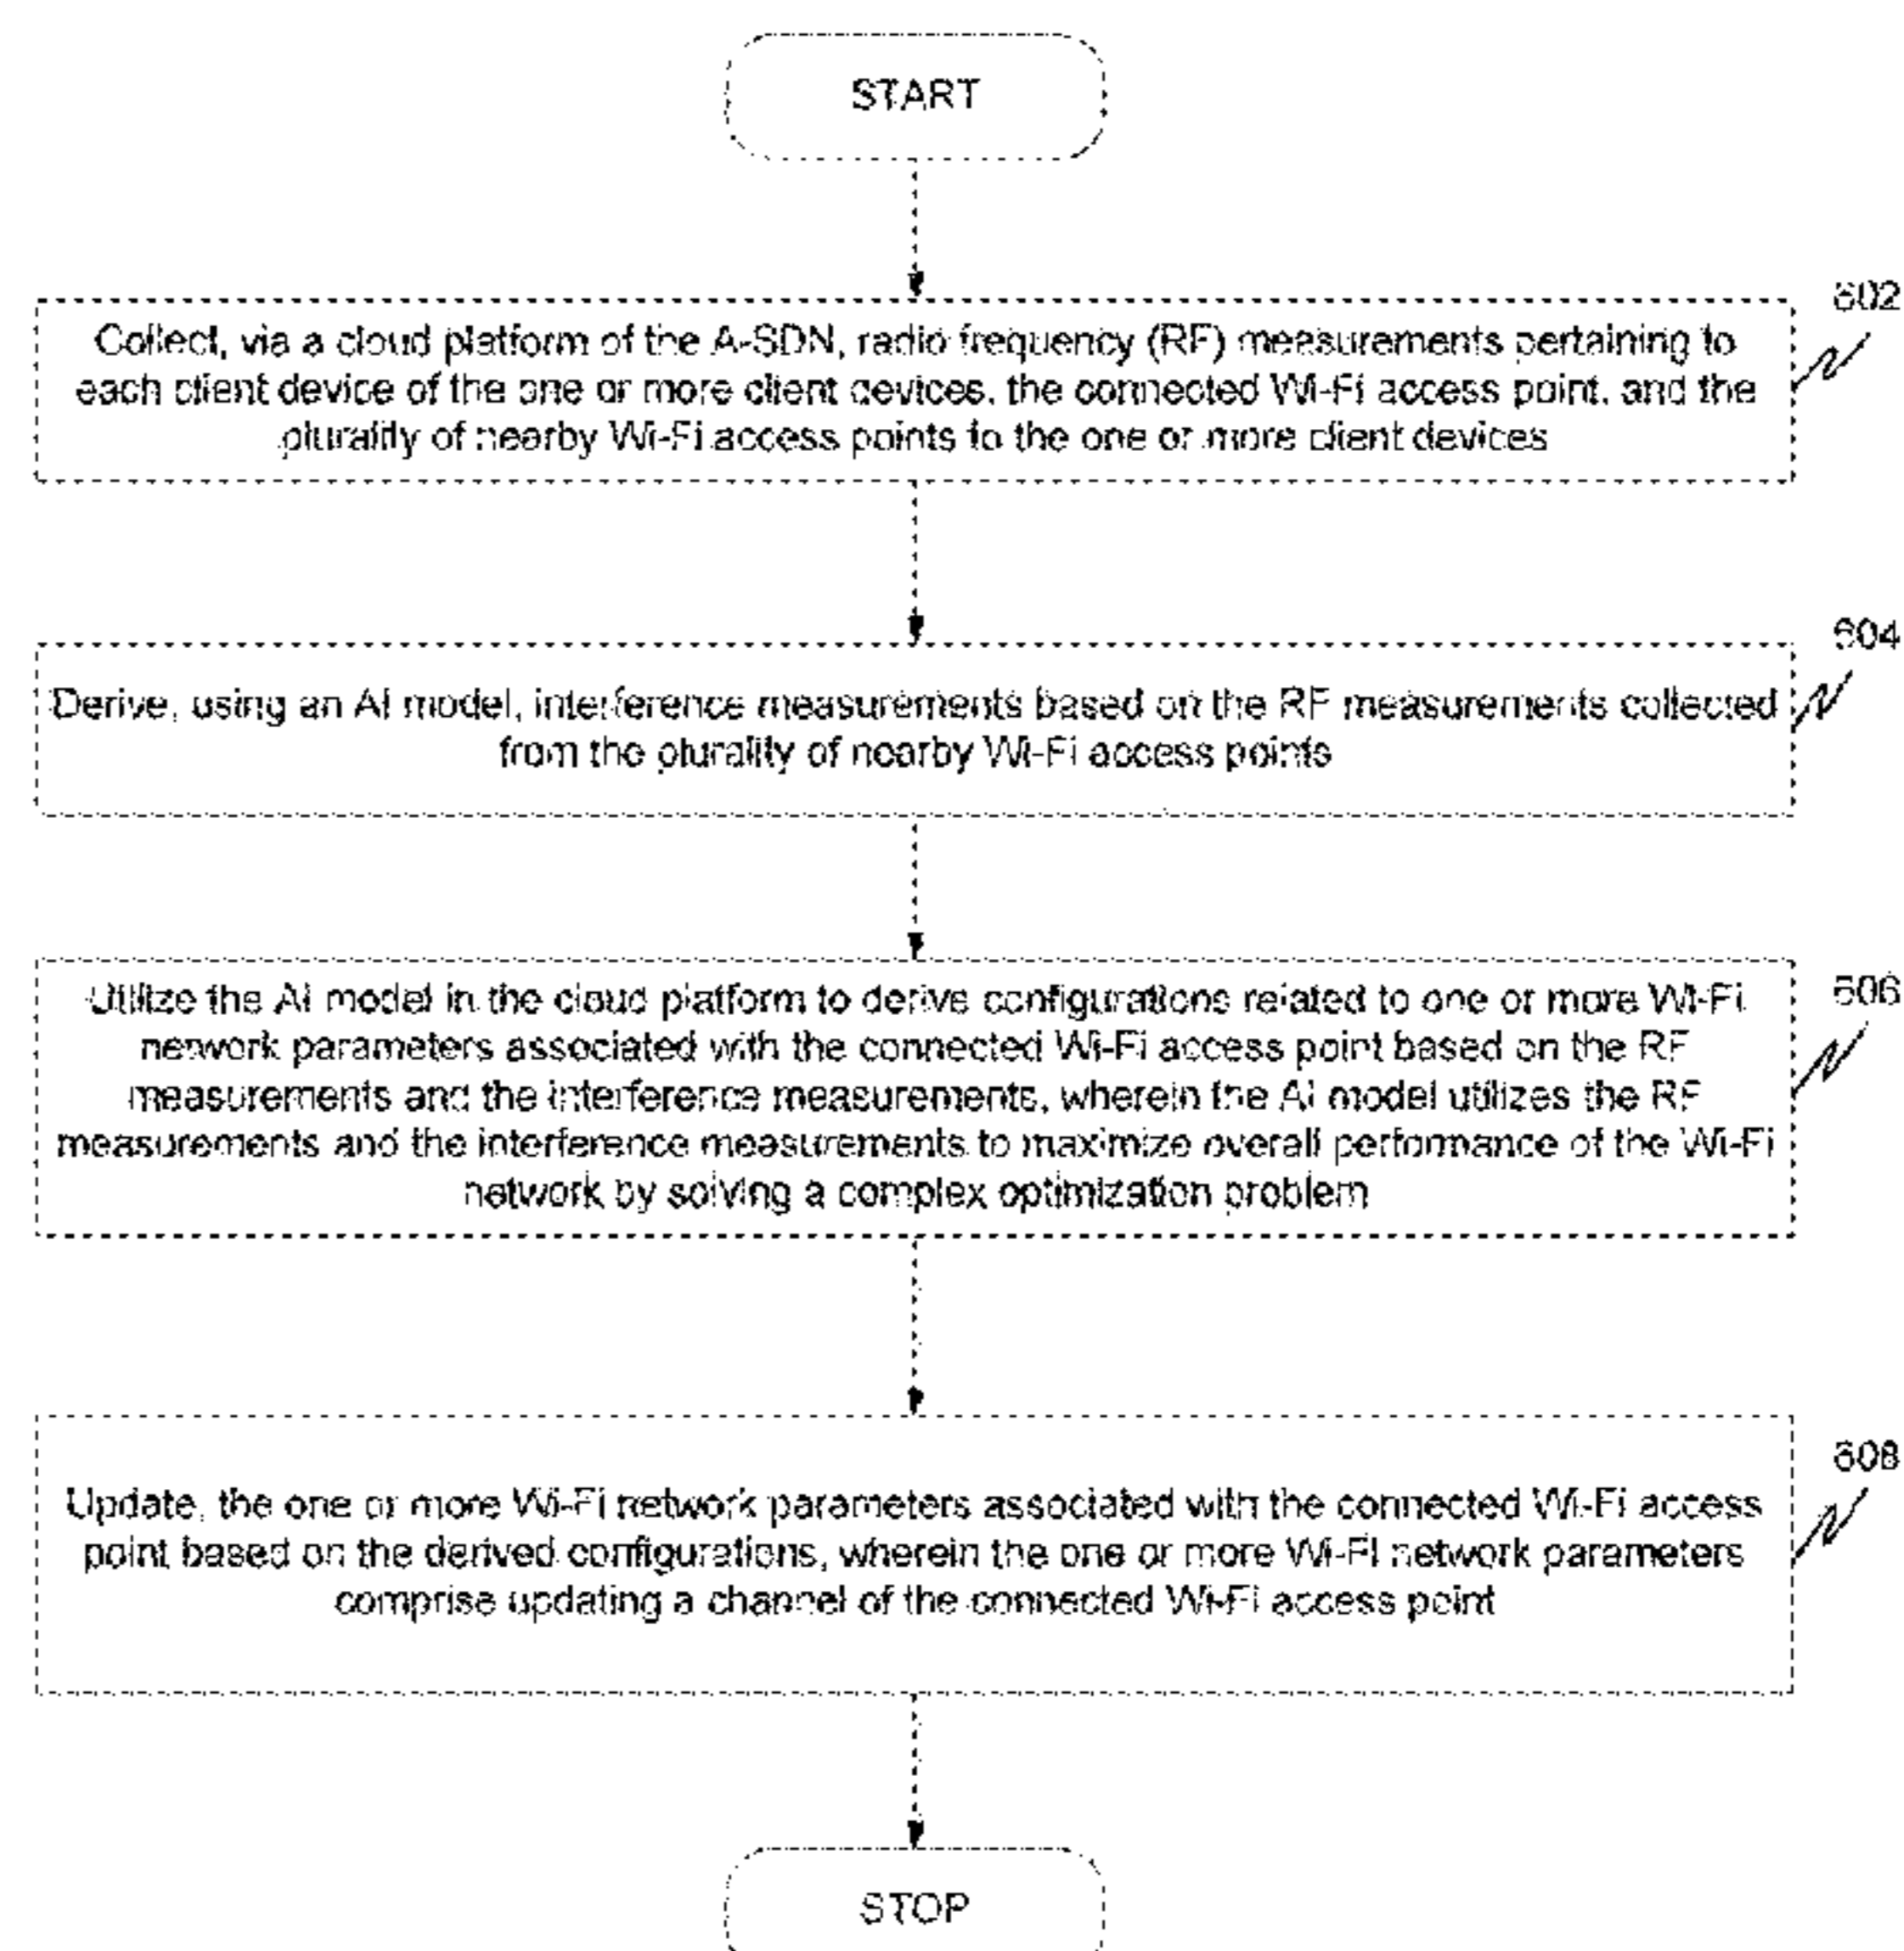 START
602
Collect, via a cloud platform of the A-SDN, radio frequency (RF) measurements pertaining to
each client device of the one or more client devices, the connected Wi-Fi access point, and the
plurality of nearby Wi-Fi access points to the one or more client devices
604
Derive, using an AI model, interference measurements based on the RF measurements collected
from the plurality of nearby Wi-Fi access points
606
Utilize the AI model in the cloud platform to derive configurations related to one or more Wi-Fi
network parameters associated with the connected Wi-Fi access point based on the RF
measurements and the interference measurements, wherein the AI model utilizes the RF
measurements and the interference measurements to maximize overall performance of the Wi-Fi
network by solving a complex optimization problem
608
Update, the one or more Wi-Fi network parameters associated with the connected Wi-Fi access
point based on the derived configurations, wherein the one or more Wi-Fi network parameters
comprise updating a channel of the connected Wi-Fi access point
STOP